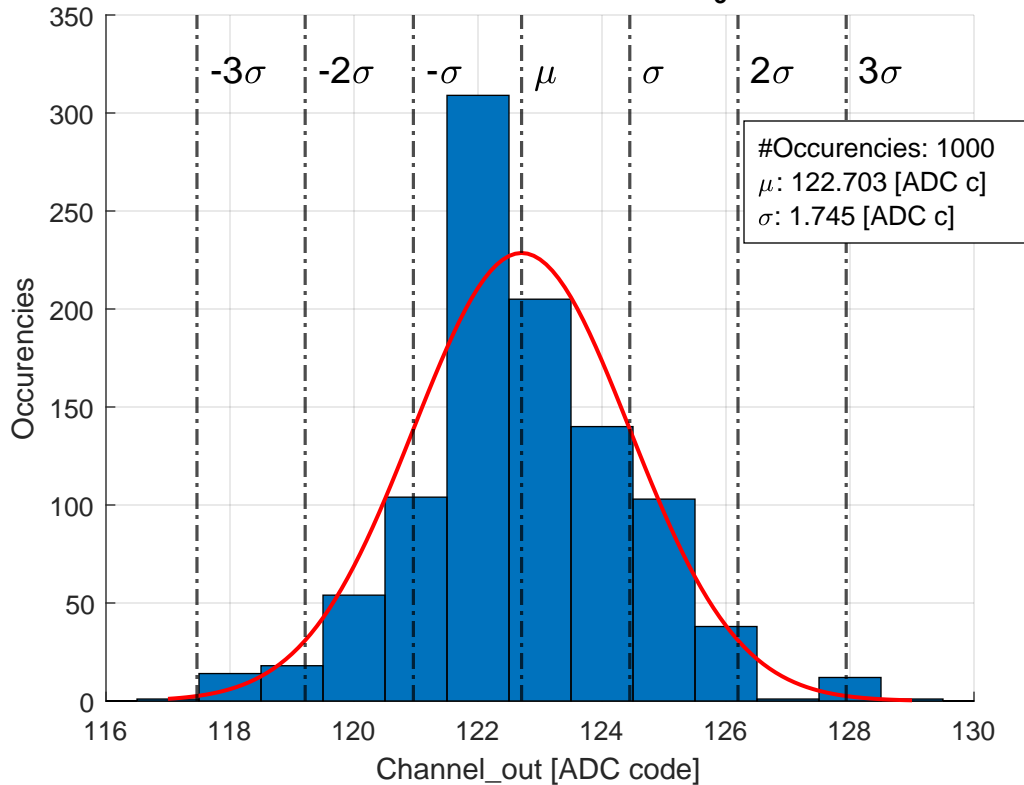 350
-3σ -2σ -σ μ σ 2σ 3σ
300
#Occurencies: 1000
μ: 122.703 [ADC c]
σ: 1.745 [ADC c]
250
200
150
100
50
0
Occurencies
116 118 120 122 124 126 128 130
Channel_out [ADC code]